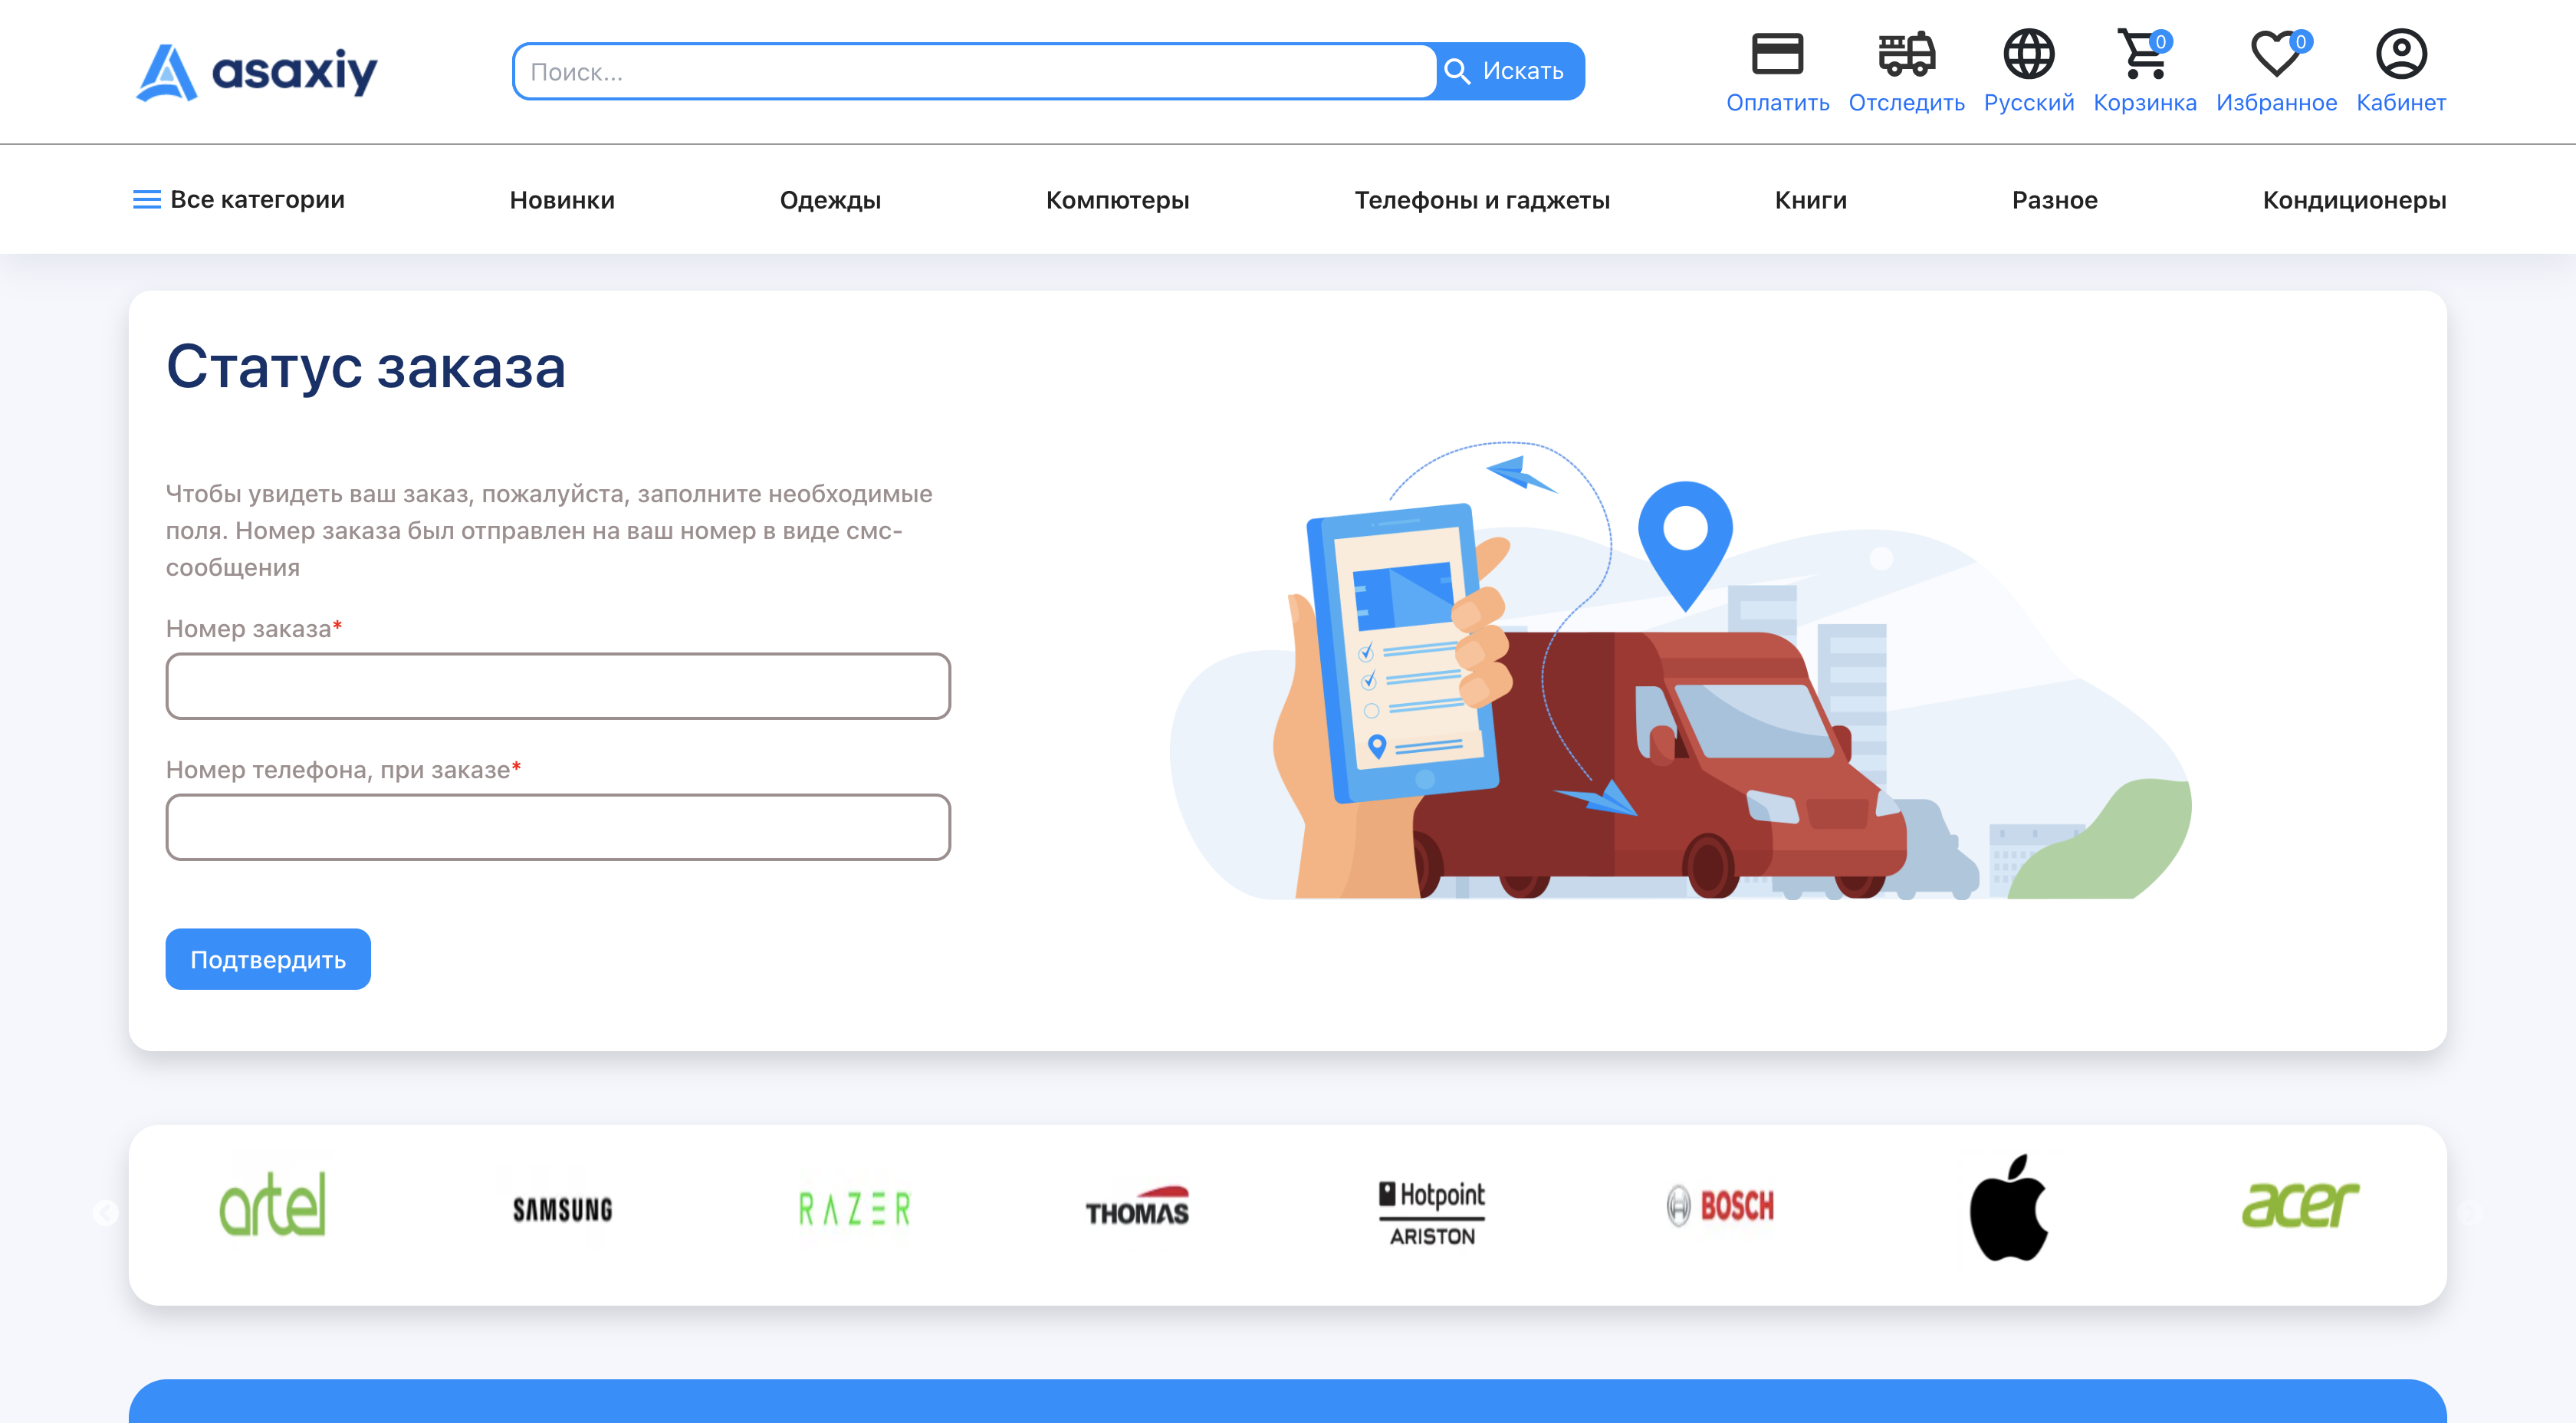 asaxiy
Поиск...
Искать
Оплатить
Отследить
Русский
0
Корзинка
0
Избранное
Кабинет
Все категории
Новинки
Одежды
Компютеры
Телефоны и гаджеты
Книги
Разное
Кондиционеры
Статус заказа
Чтобы увидеть ваш заказ, пожалуйста, заполните необходимые
поля. Номер заказа был отправлен на ваш номер в виде смс-
сообщения
Номер заказа*
Номер телефона, при заказе*
Подтвердить
artel
SAMSUNG
RAZER
THOMAS
Hotpoint
ARISTON
BOSCH
acer